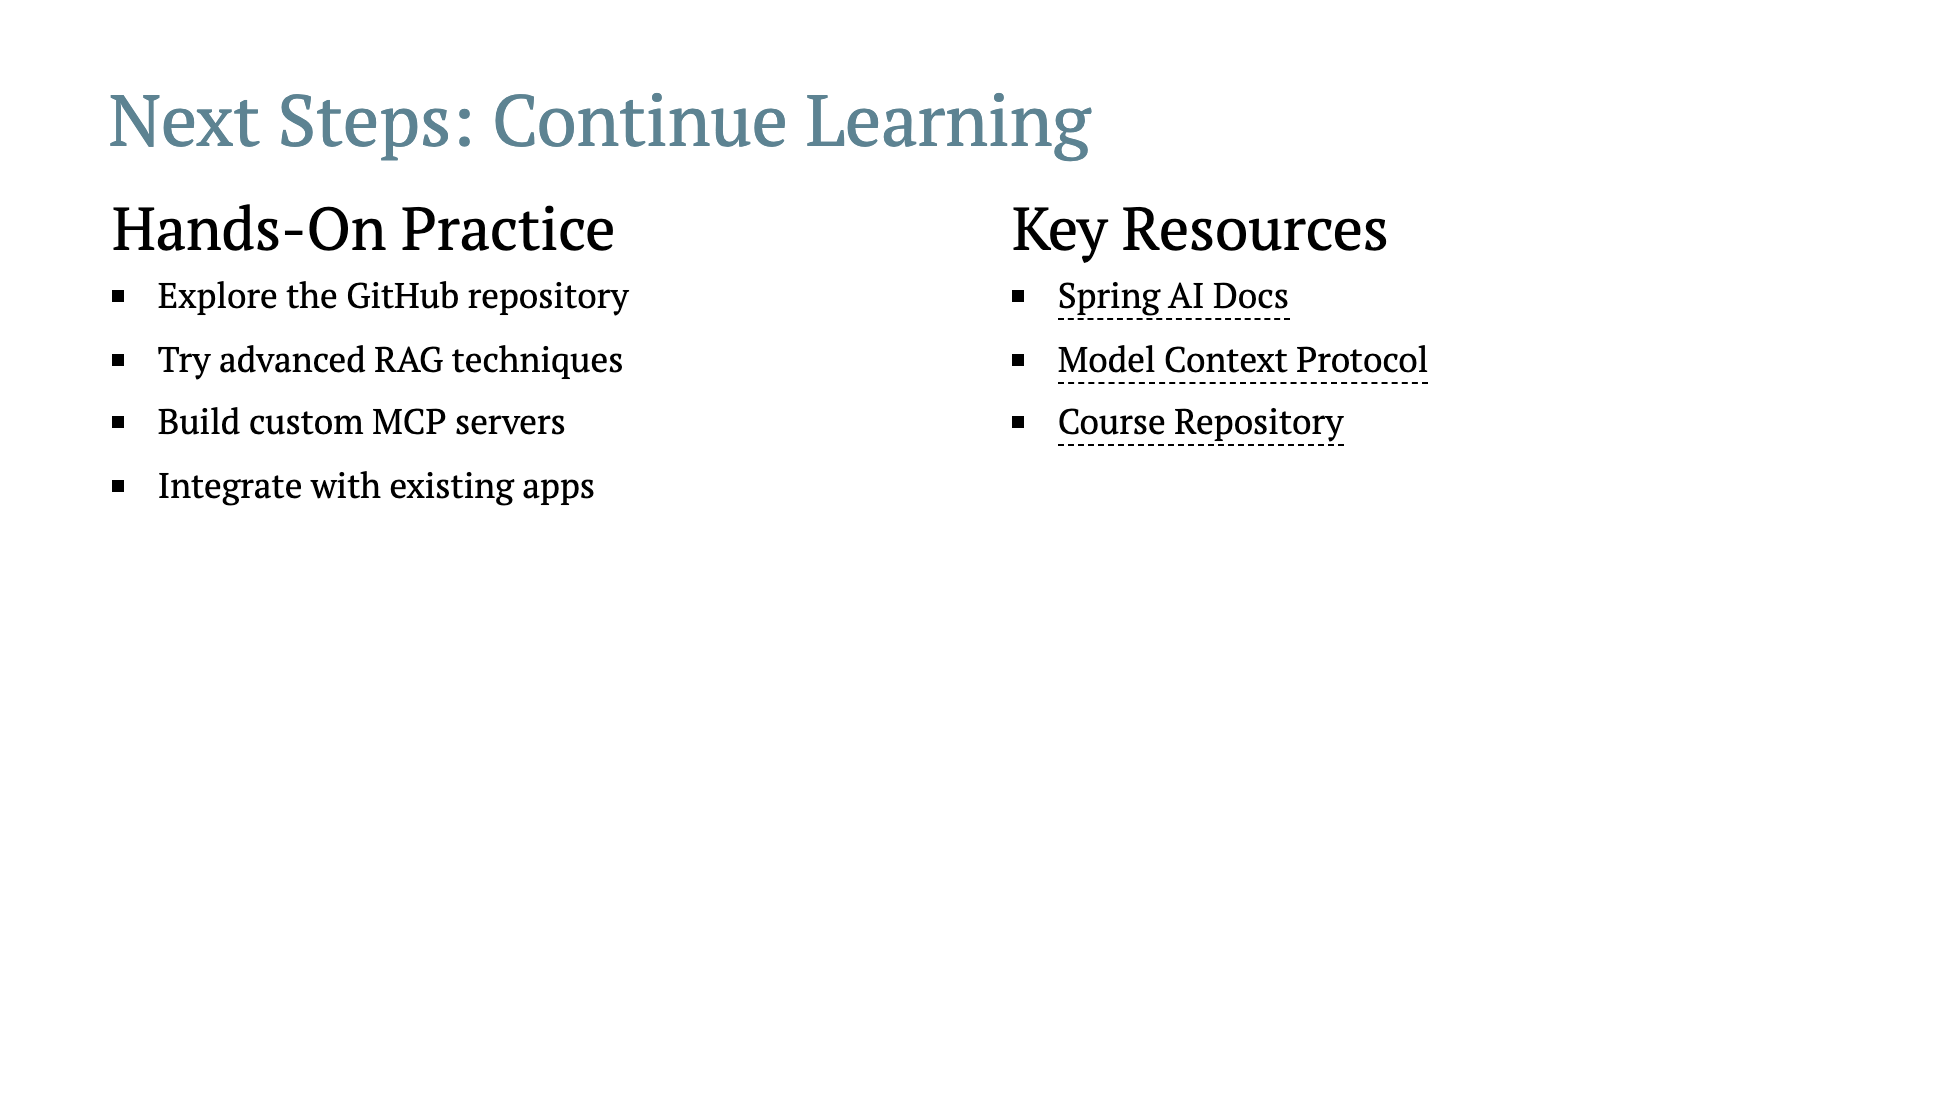 Next Steps: Continue Learning
Hands-On Practice
▪ Explore the GitHub repository
▪ Try advanced RAG techniques
▪ Build custom MCP servers
▪ Integrate with existing apps
Key Resources
▪ Spring AI Docs
▪ Model Context Protocol
▪ Course Repository